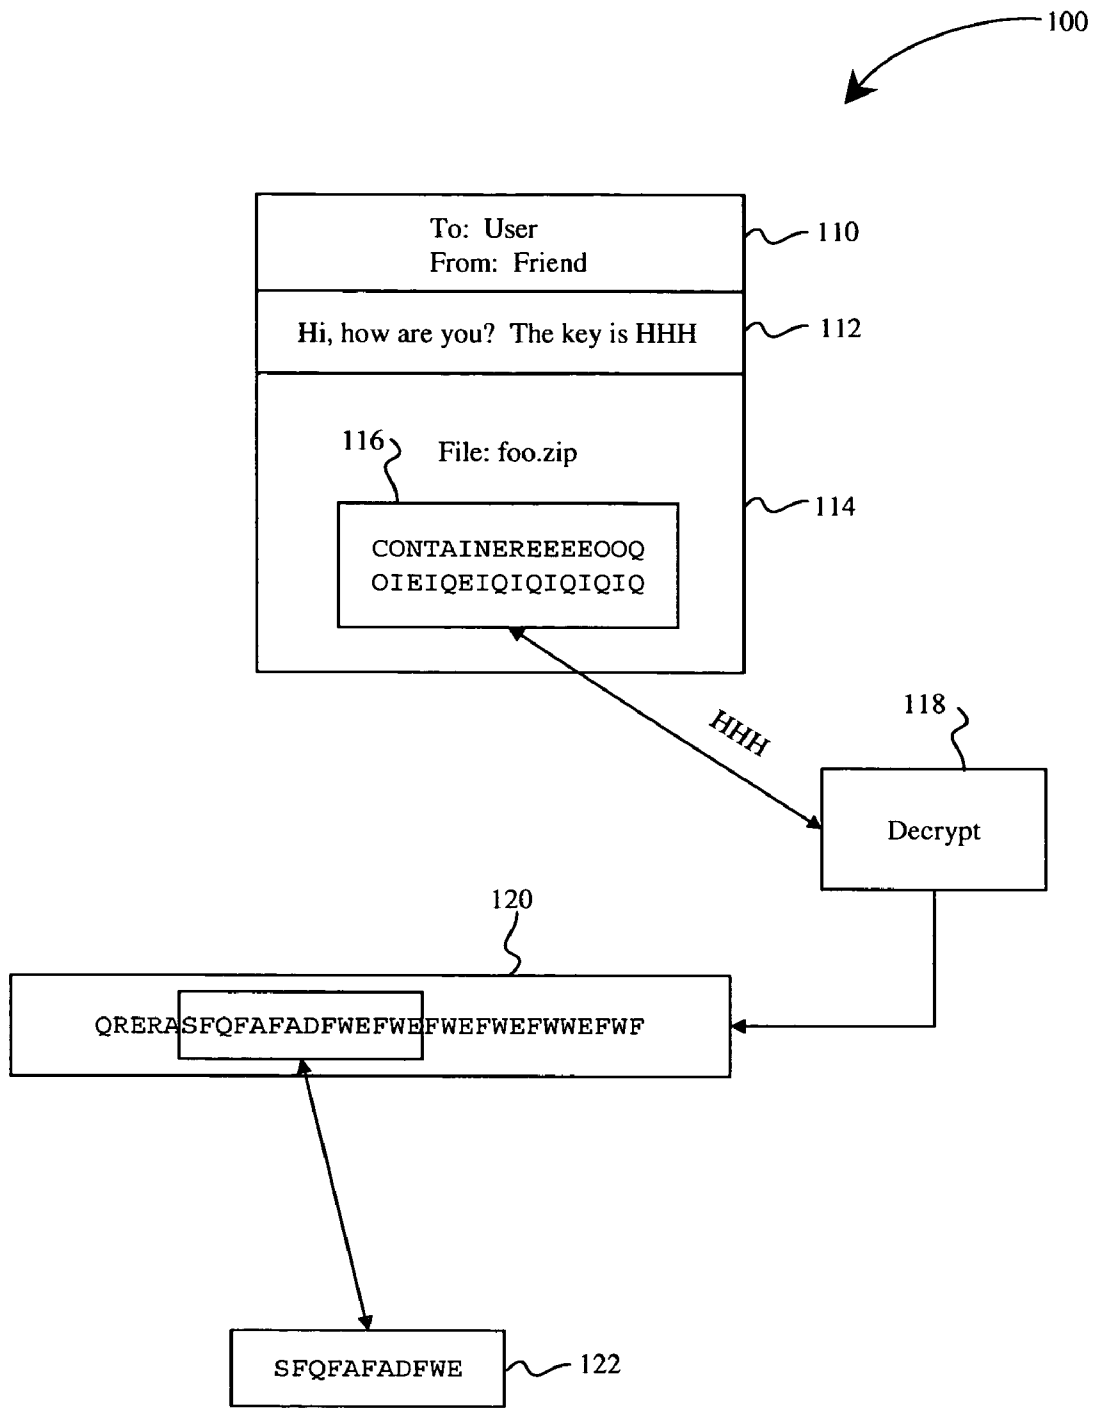 100
To: User
From: Friend
110
Hi, how are you? The key is HHH
112
116
File: foo.zip
114
CONTAINEREEEEOOQ
OIEIQEIQIQIQIQIQ
HHH
118
Decrypt
120
QRERASFQFAFADFWEFWEFWEFWEFWWEFWF
SFQFAFADFWE
122